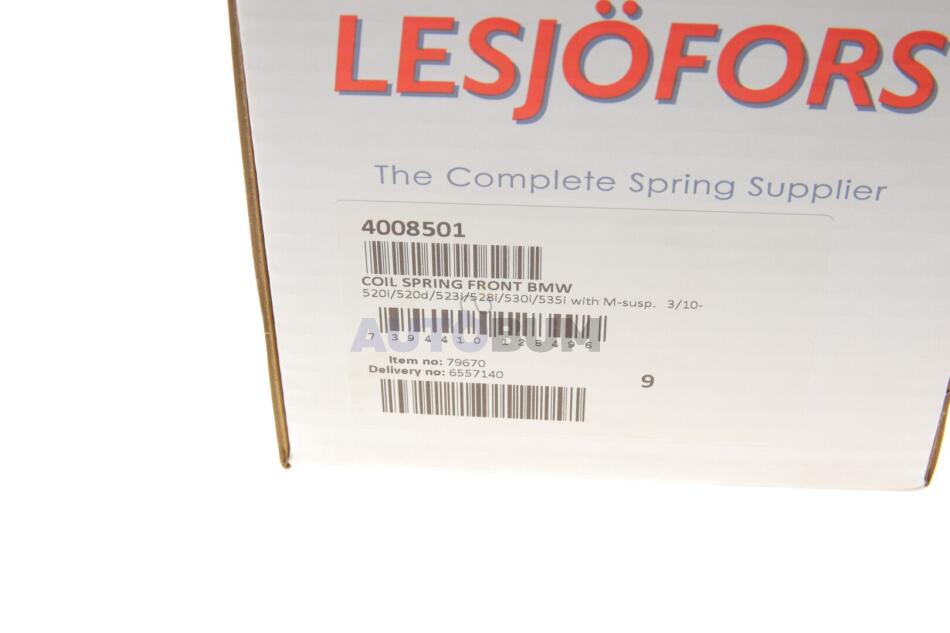 LESJÖFORS
The Complete Spring Supplier
4008501
COIL SPRING FRONT BMW
520i/520d/523i/528i/530i/535i with M-susp. 3/10-
AUTOBUM
7 394410 128496
Item no: 79670
Delivery no: 6557140
9